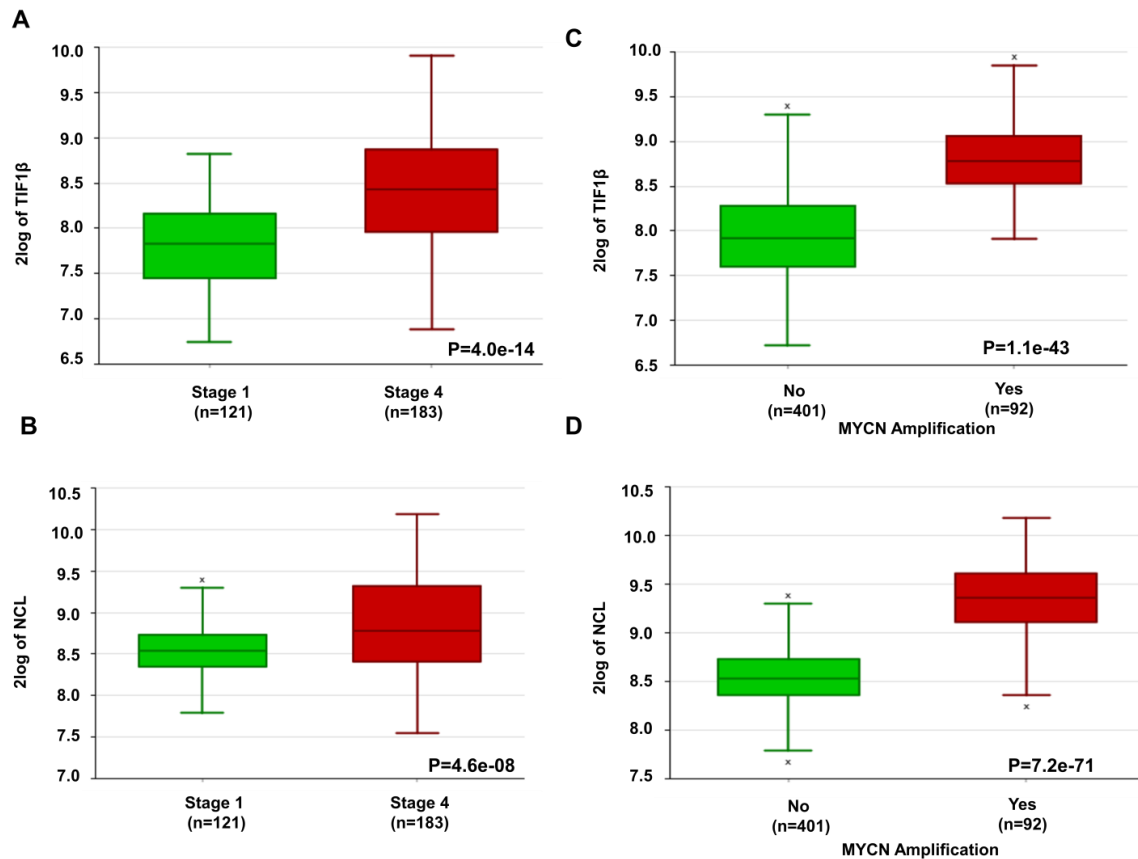 A
2log of TIF1β
10.0
9.5
9.0
8.5
8.0
7.5
7.0
6.5
P=4.0e-14
Stage 1
(n=121)
Stage 4
(n=183)
B
2log of NCL
10.5
10.0
9.5
9.0
8.5
8.0
7.5
7.0
x
P=4.6e-08
Stage 1
(n=121)
Stage 4
(n=183)
C
2log of TIF1β
10.0
9.5
9.0
8.5
8.0
7.5
7.0
6.5
x
x
P=1.1e-43
No
(n=401)
Yes
(n=92)
MYCN Amplification
D
2log of NCL
10.5
10.0
9.5
9.0
8.5
8.0
7.5
x
x
x
P=7.2e-71
No
(n=401)
Yes
(n=92)
MYCN Amplification